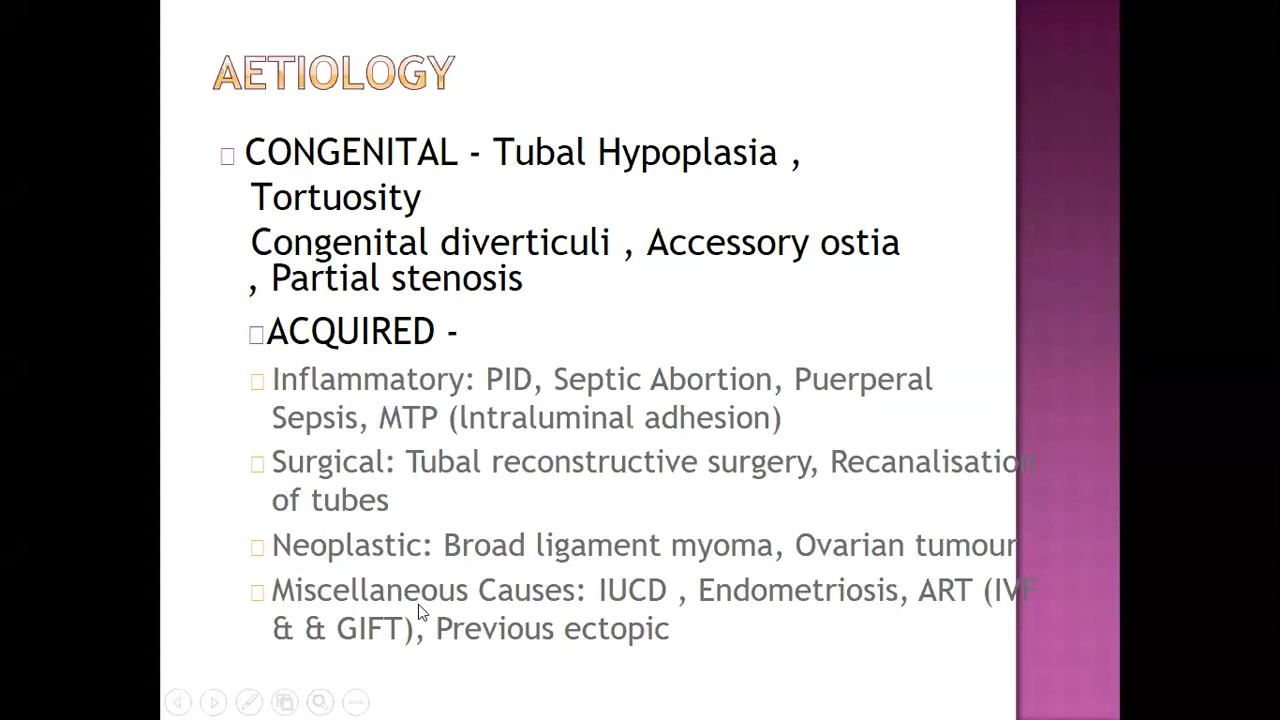 AETIOLOGY
CONGENITAL - Tubal Hypoplasia ,
Tortuosity
Congenital diverticuli , Accessory ostia
, Partial stenosis
ACQUIRED -
Inflammatory: PID, Septic Abortion, Puerperal
Sepsis, MTP (lntraluminal adhesion)
Surgical: Tubal reconstructive surgery, Recanalisation
of tubes
Neoplastic: Broad ligament myoma, Ovarian tumour
Miscellaneous Causes: IUCD , Endometriosis, ART (IVF
& & GIFT), Previous ectopic